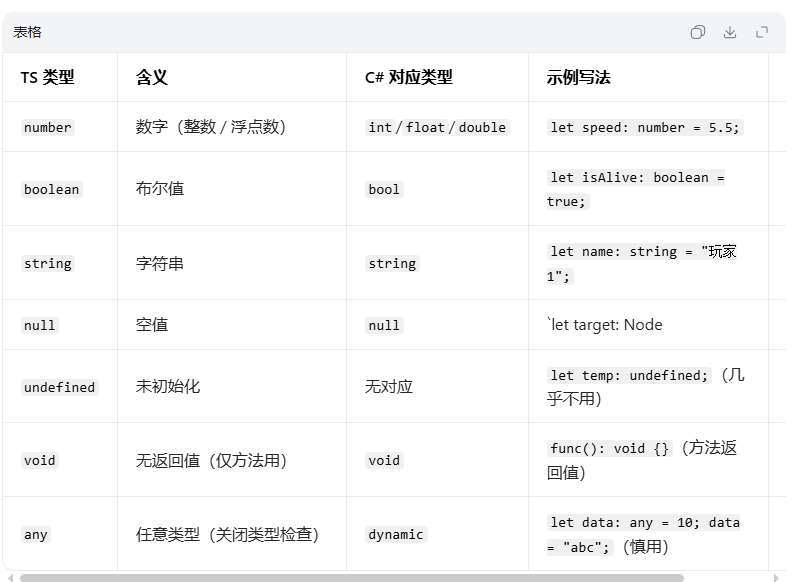 表格
TS 类型 含义 C# 对应类型 示例写法
number 数字（整数 / 浮点数） int / float / double let speed: number = 5.5;
boolean 布尔值 bool let isAlive: boolean =
true;
string 字符串 string let name: string = "玩家
1";
null 空值 null `let target: Node
undefined 未初始化 无对应 let temp: undefined;（几
乎不用）
void 无返回值（仅方法用） void func(): void {}（方法返
回值）
any 任意类型（关闭类型检查） dynamic let data: any = 10; data
= "abc";（慎用）